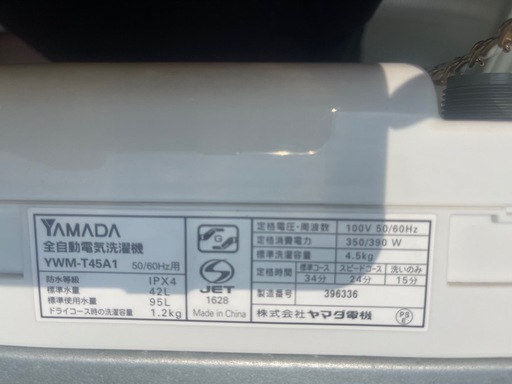 YAMADA
全自動電気洗濯機
YWM-T45A1 50/60Hz用
防水等級 IPX4
標準水量 42L
標準使用水量 95L
ドライコース時の洗濯容量 1.2kg
G
S
JET
1628
Made in China
定格電圧・周波数 100V 50/60Hz
定格消費電力 350/390 W
標準洗濯容量 4.5kg
定格時間 標準コース スピードコース 洗いのみ
34分 24分 15分
製造番号 396336
株式会社 ヤマダ電機
PS
E